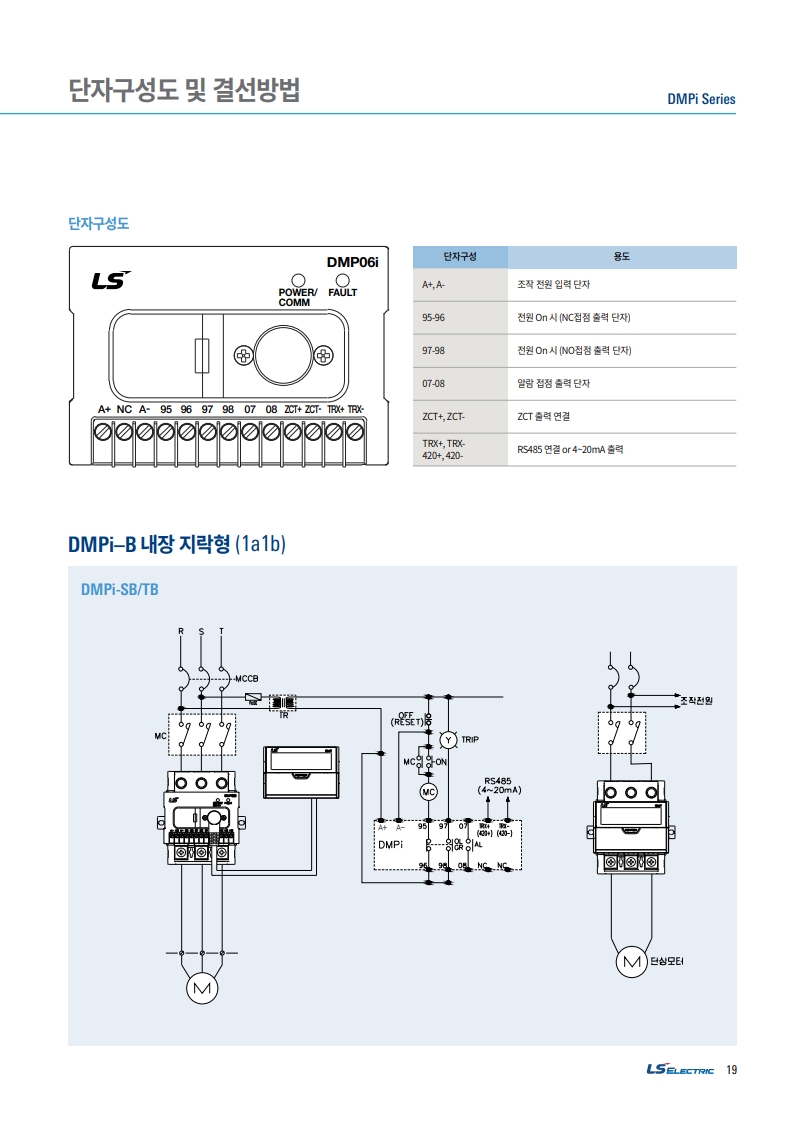 단자구성도 및 결선방법
DMPi Series
단자구성도
LS
DMP06i
POWER/
COMM
FAULT
A+ NC A- 95 96 97 98 07 08 ZCT+ ZCT- TRX+ TRX-
단자구성 용도
A+, A- 조작 전원 입력 단자
95-96 전원 On 시 (NC접점 출력 단자)
97-98 전원 On 시 (NO접점 출력 단자)
07-08 알람 접점 출력 단자
ZCT+, ZCT- ZCT 출력 연결
TRX+, TRX-
420+, 420-
RS485 연결 or 4~20mA 출력
DMPi–B 내장 지락형 (1a1b)
DMPi-SB/TB
R S T
MCCB
FUSE
TR
MC
OFF
(RESET)
Y
TRIP
MC
ON
MC
RS485
(4~20mA)
조작전원
A+ A- 95 97 07 TRX+ TRX-
(420+) (420-)
DMPi
OL
GR
AL
96 98 08 NC NC
LS
LS
M
M
단상모터
LS ELECTRIC 19